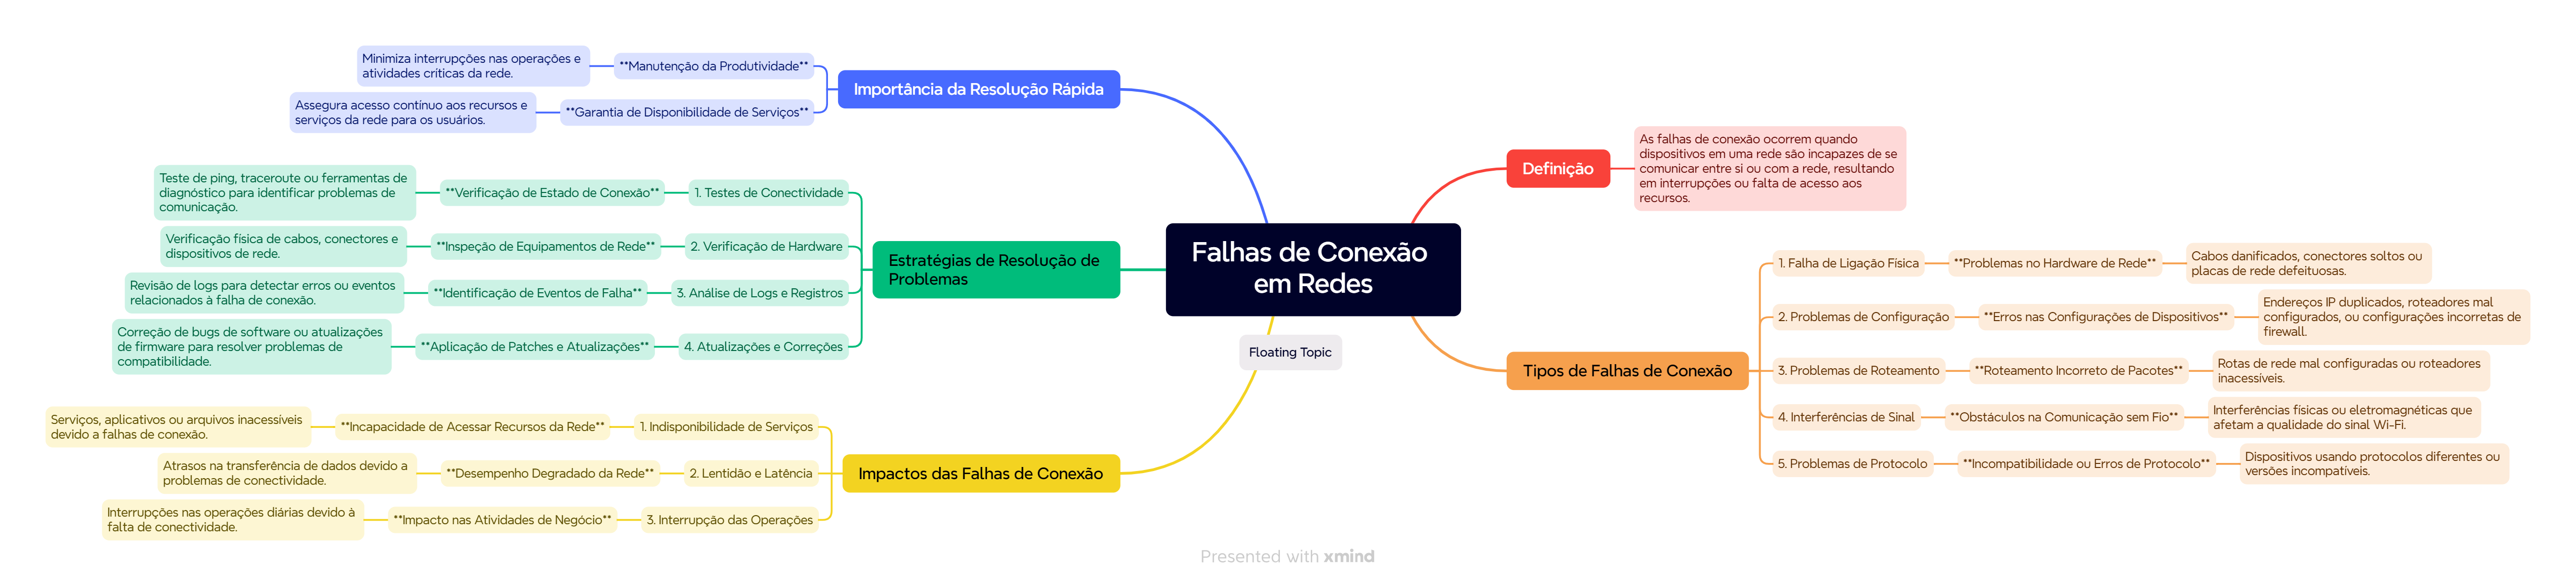 Falhas de Conexão
em Redes
Definição
As falhas de conexão ocorrem quando
dispositivos em uma rede são incapazes de se
comunicar entre si ou com a rede, resultando
em interrupções ou falta de acesso aos
recursos.
Tipos de Falhas de Conexão
1. Falha de Ligação Física
**Problemas no Hardware de Rede**
Cabos danificados, conectores soltos ou
placas de rede defeituosas.
2. Problemas de Configuração
**Erros nas Configurações de Dispositivos**
Endereços IP duplicados, roteadores mal
configurados, ou configurações incorretas de
firewall.
3. Problemas de Roteamento
**Roteamento Incorreto de Pacotes**
Rotas de rede mal configuradas ou roteadores
inacessíveis.
4. Interferências de Sinal
**Obstáculos na Comunicação sem Fio**
Interferências físicas ou eletromagnéticas que
afetam a qualidade do sinal Wi-Fi.
5. Problemas de Protocolo
**Incompatibilidade ou Erros de Protocolo**
Dispositivos usando protocolos diferentes ou
versões incompatíveis.
Importância da Resolução Rápida
**Manutenção da Produtividade**
Minimiza interrupções nas operações e
atividades críticas da rede.
**Garantia de Disponibilidade de Serviços**
Assegura acesso contínuo aos recursos e
serviços da rede para os usuários.
Estratégias de Resolução de
Problemas
1. Testes de Conectividade
**Verificação de Estado de Conexão**
Teste de ping, traceroute ou ferramentas de
diagnóstico para identificar problemas de
comunicação.
2. Verificação de Hardware
**Inspeção de Equipamentos de Rede**
Verificação física de cabos, conectores e
dispositivos de rede.
3. Análise de Logs e Registros
**Identificação de Eventos de Falha**
Revisão de logs para detectar erros ou eventos
relacionados à falha de conexão.
4. Atualizações e Correções
**Aplicação de Patches e Atualizações**
Correção de bugs de software ou atualizações
de firmware para resolver problemas de
compatibilidade.
Floating Topic
Impactos das Falhas de Conexão
1. Indisponibilidade de Serviços
**Incapacidade de Acessar Recursos da Rede**
Serviços, aplicativos ou arquivos inacessíveis
devido a falhas de conexão.
2. Lentidão e Latência
**Desempenho Degradado da Rede**
Atrasos na transferência de dados devido a
problemas de conectividade.
3. Interrupção das Operações
**Impacto nas Atividades de Negócio**
Interrupções nas operações diárias devido à
falta de conectividade.
Presented with xmind